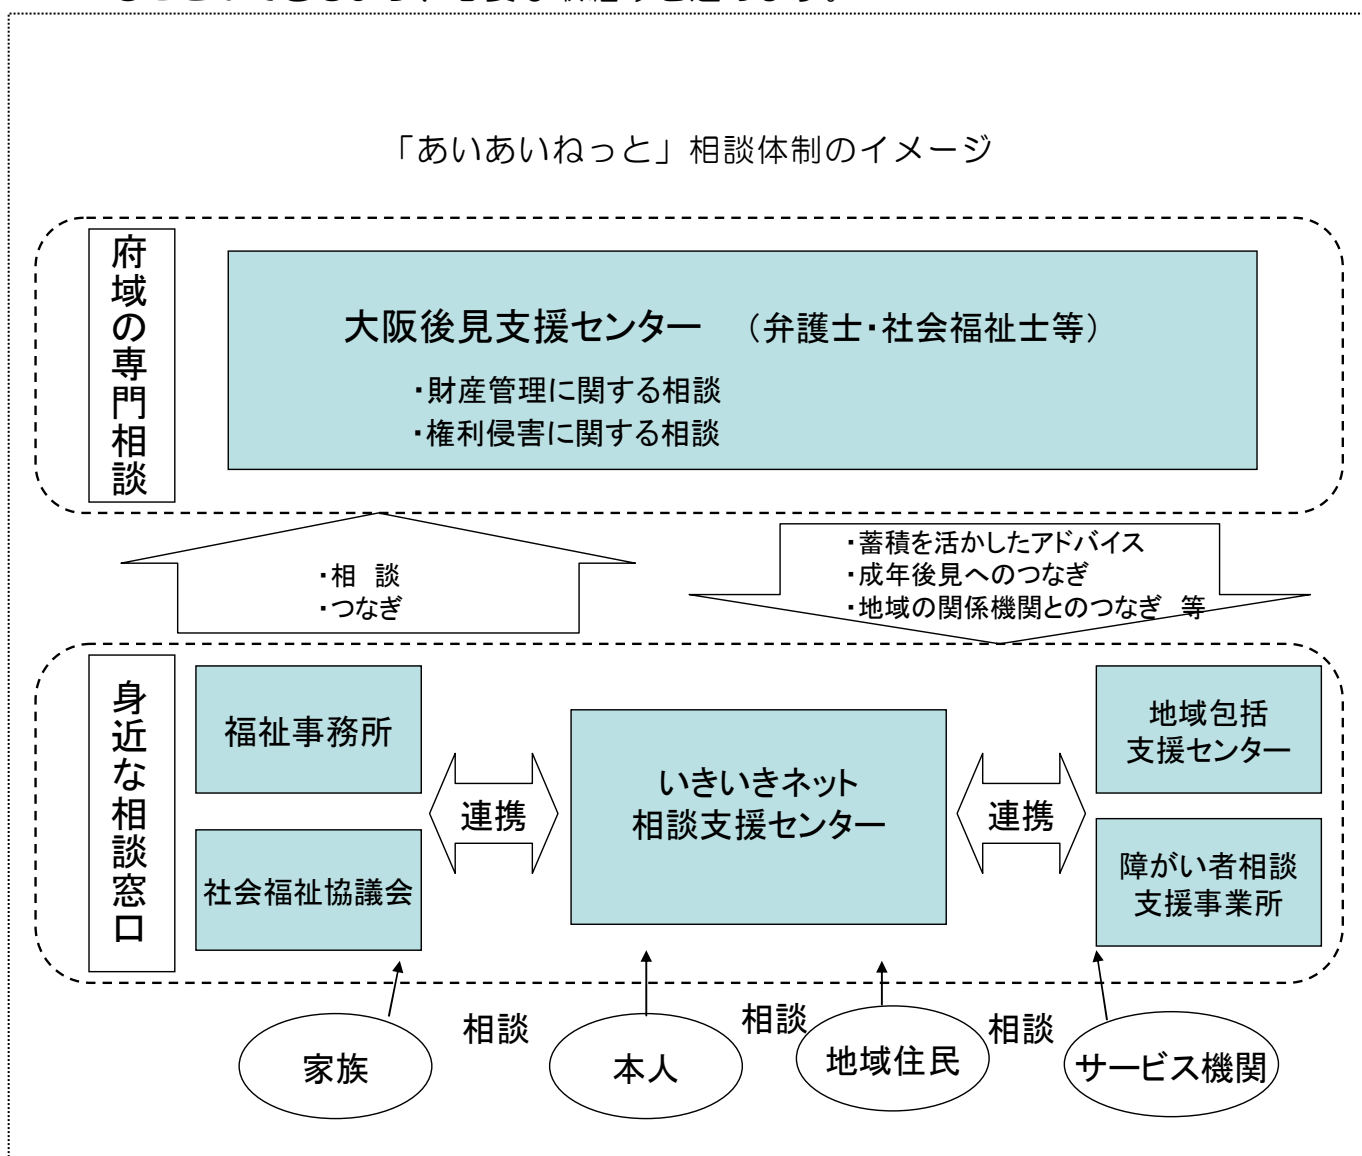 「あいあいねっと」相談体制のイメージ
府域の専門相談
大阪後見支援センター （弁護士・社会福祉士等）
・財産管理に関する相談
・権利侵害に関する相談
・相　談
・つなぎ
・蓄積を活かしたアドバイス
・成年後見へのつなぎ
・地域の関係機関とのつなぎ　等
身近な相談窓口
福祉事務所
社会福祉協議会
連携
いきいきネット
相談支援センター
連携
地域包括
支援センター
障がい者相談
支援事業所
相談
相談
相談
家族
本人
地域住民
サービス機関